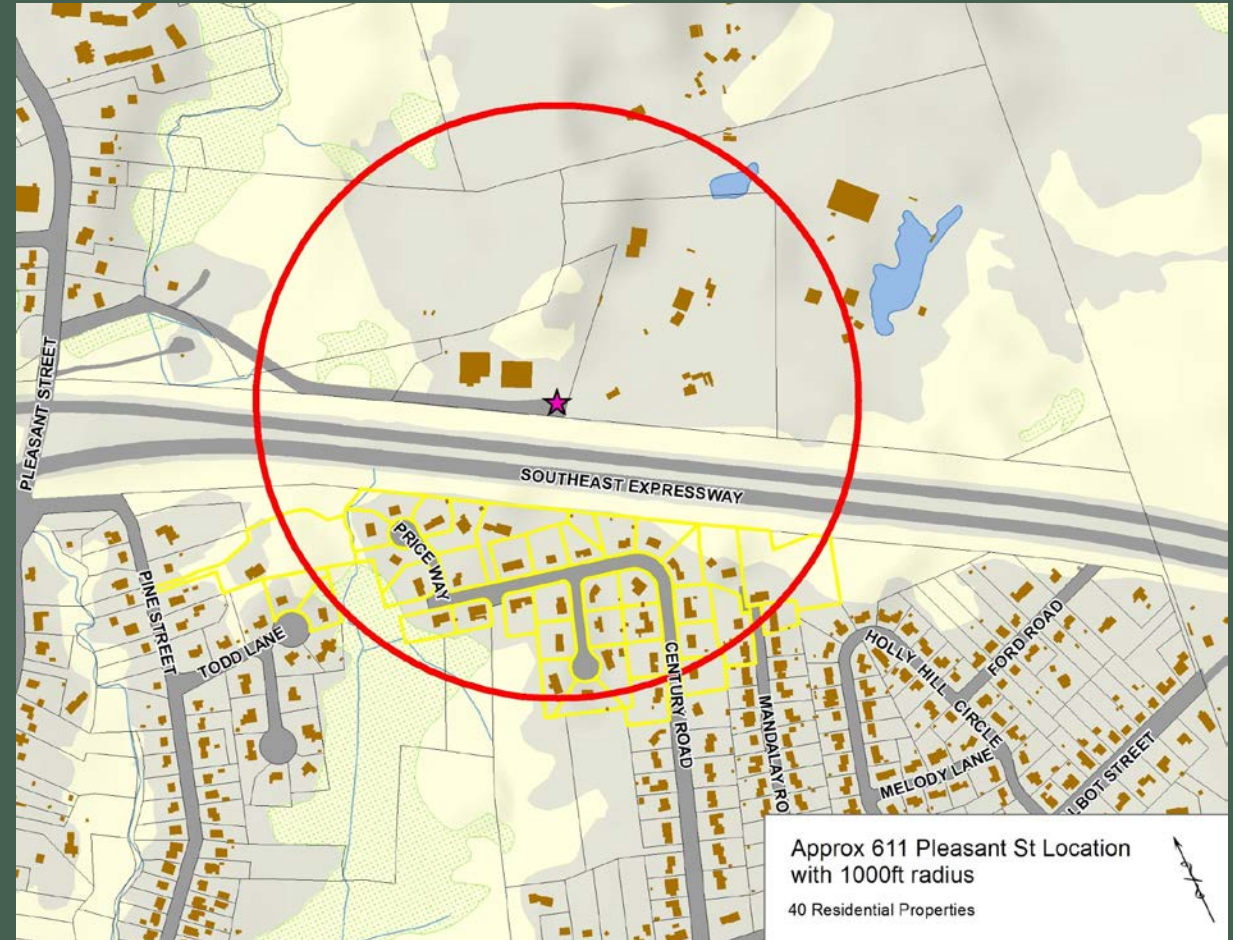 PLEASANT STREET
SOUTHEAST EXPRESSWAY
PRICE WAY
PINE STREET
TODD LANE
CENTURY ROAD
MANDALAY RO
HOLLY HILL CIRCLE
FORD ROAD
MELODY LANE
LBOT STREET
Approx 611 Pleasant St Location
with 1000ft radius
40 Residential Properties